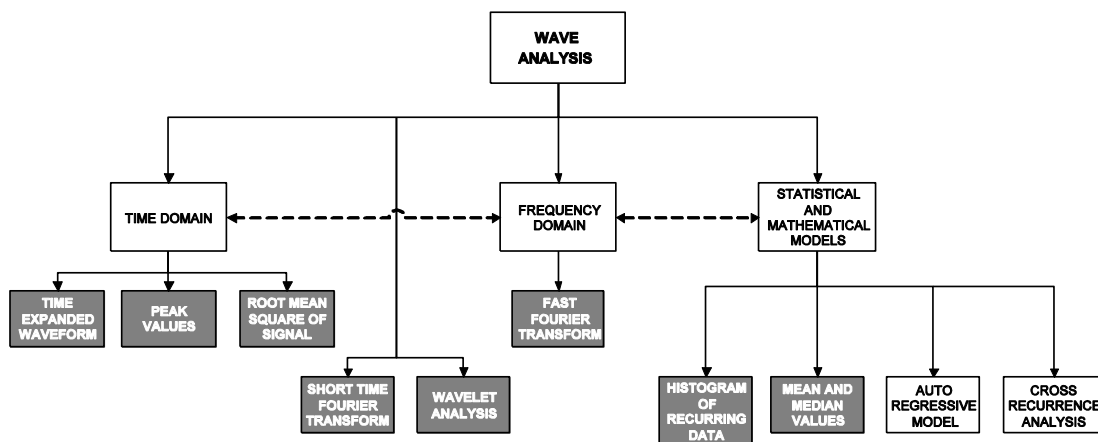 WAVE
ANALYSIS
TIME DOMAIN
FREQUENCY
DOMAIN
STATISTICAL
AND
MATHEMATICAL
MODELS
TIME
EXPANDED
WAVEFORM
PEAK
VALUES
ROOT MEAN
SQUARE OF
SIGNAL
FAST
FOURIER
TRANSFORM
SHORT TIME
FOURIER
TRANSFORM
WAVELET
ANALYSIS
HISTOGRAM
OF
RECURRING
DATA
MEAN AND
MEDIAN
VALUES
AUTO
REGRESSIVE
MODEL
CROSS
RECURRENCE
ANALYSIS